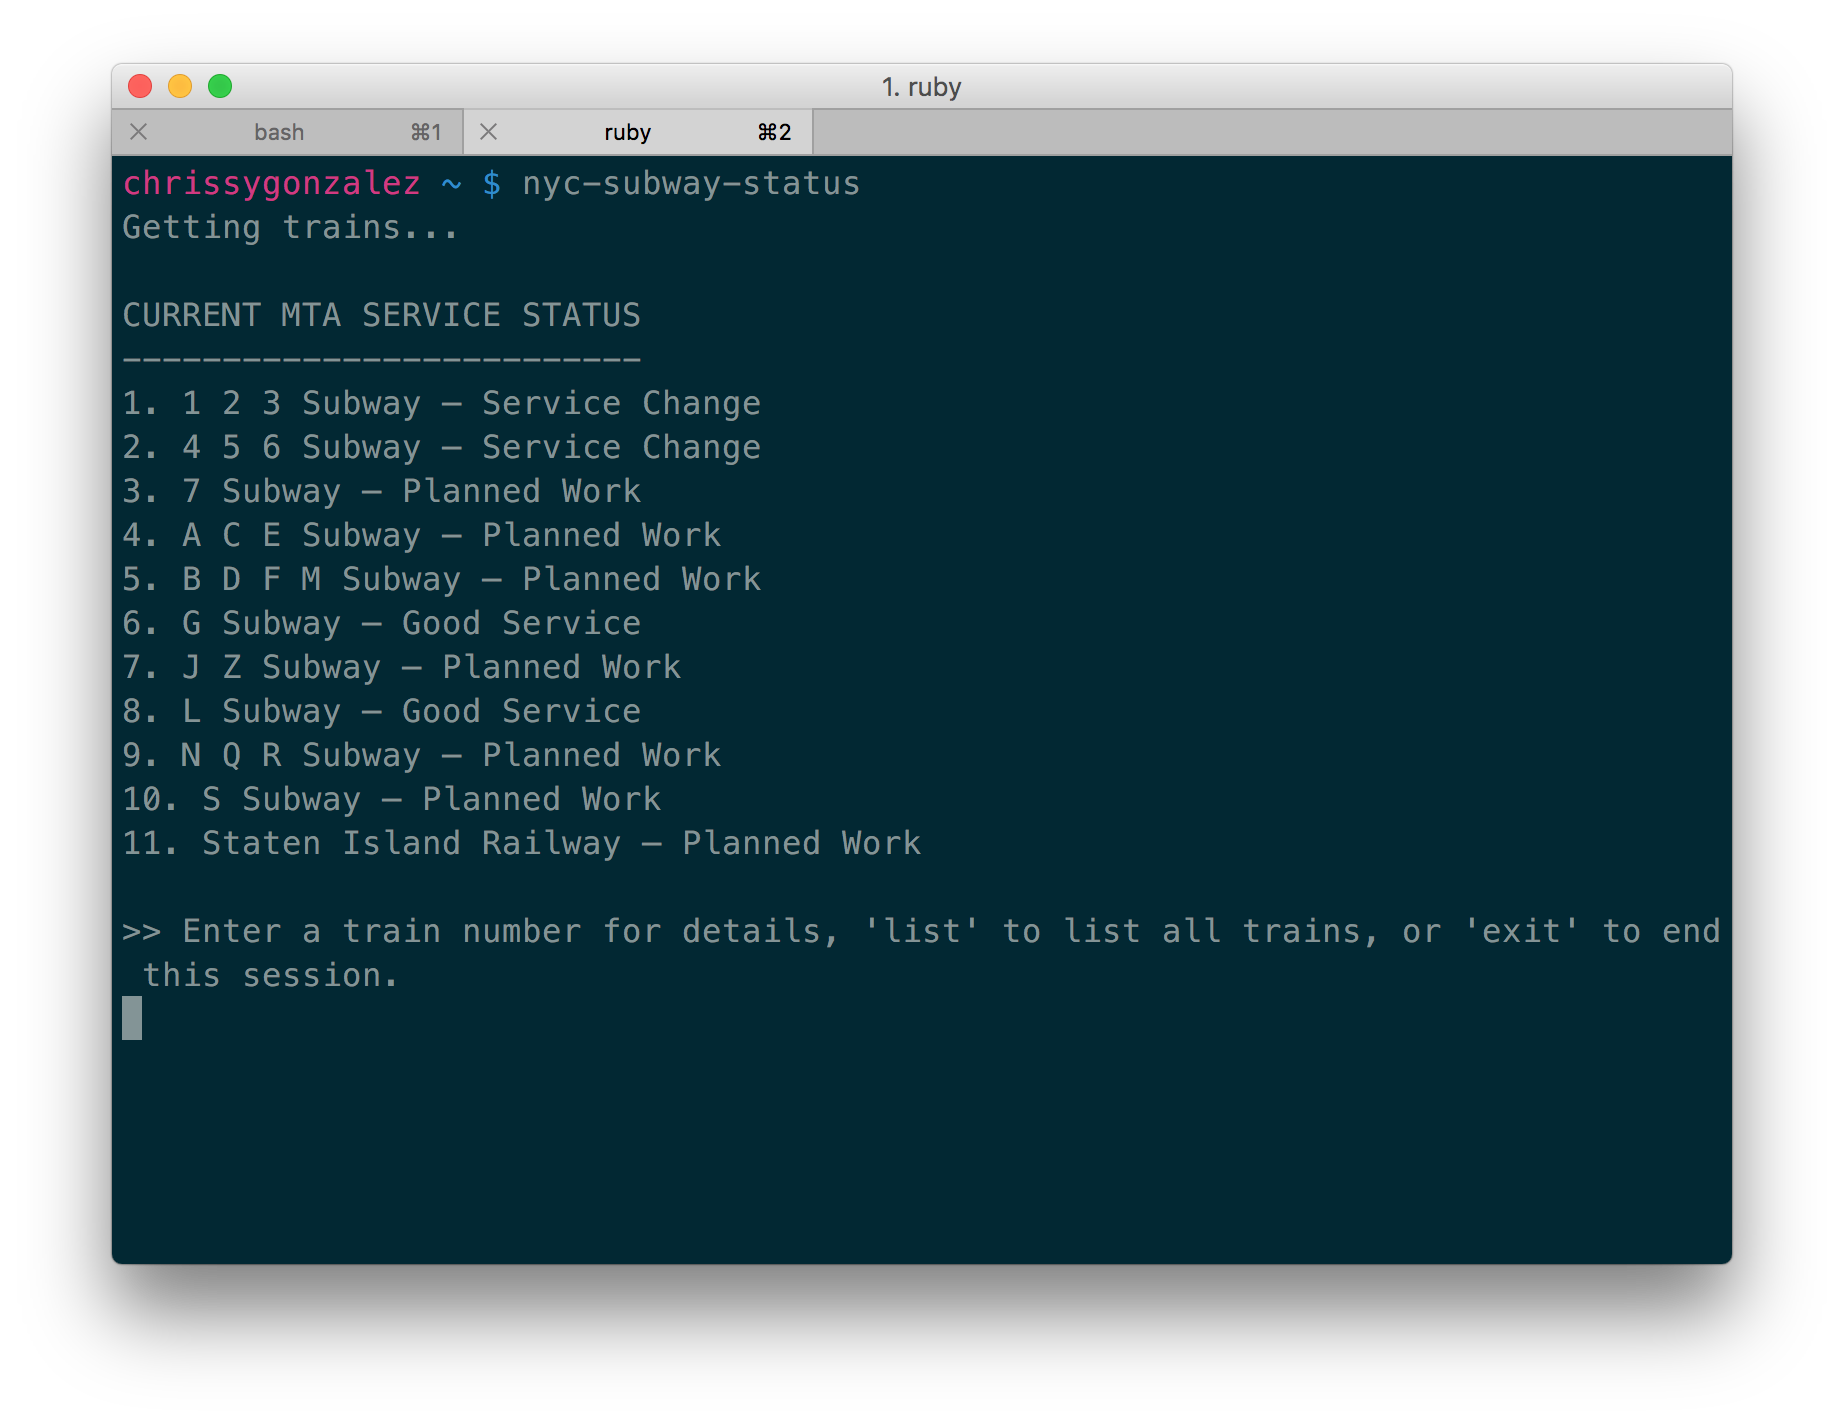 1. ruby
bash ⌘1 ruby ⌘2
chrissygonzalez ~ $ nyc-subway-status
Getting trains...
CURRENT MTA SERVICE STATUS
--------------------------
1. 1 2 3 Subway – Service Change
2. 4 5 6 Subway – Service Change
3. 7 Subway – Planned Work
4. A C E Subway – Planned Work
5. B D F M Subway – Planned Work
6. G Subway – Good Service
7. J Z Subway – Planned Work
8. L Subway – Good Service
9. N Q R Subway – Planned Work
10. S Subway – Planned Work
11. Staten Island Railway – Planned Work
>> Enter a train number for details, 'list' to list all trains, or 'exit' to end
this session.